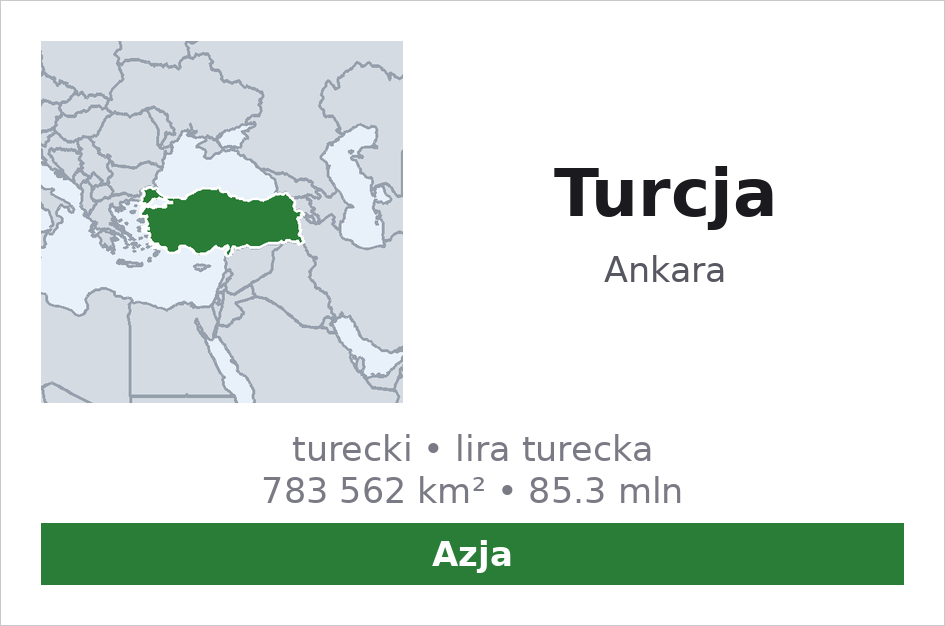 Turcja
Ankara
turecki • lira turecka
783 562 km² • 85.3 mln
Azja